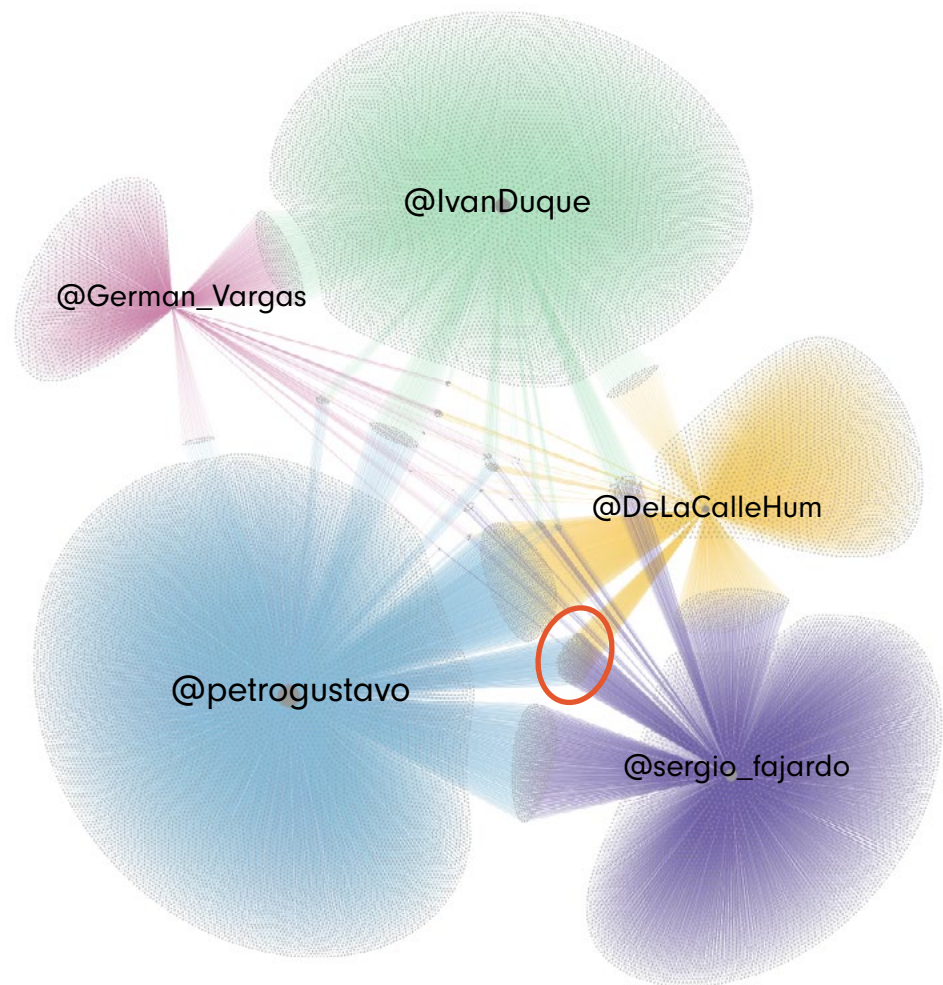 @IvanDuque
@German_Vargas
@DeLaCalleHum
@petrogustavo
@sergio_fajardo